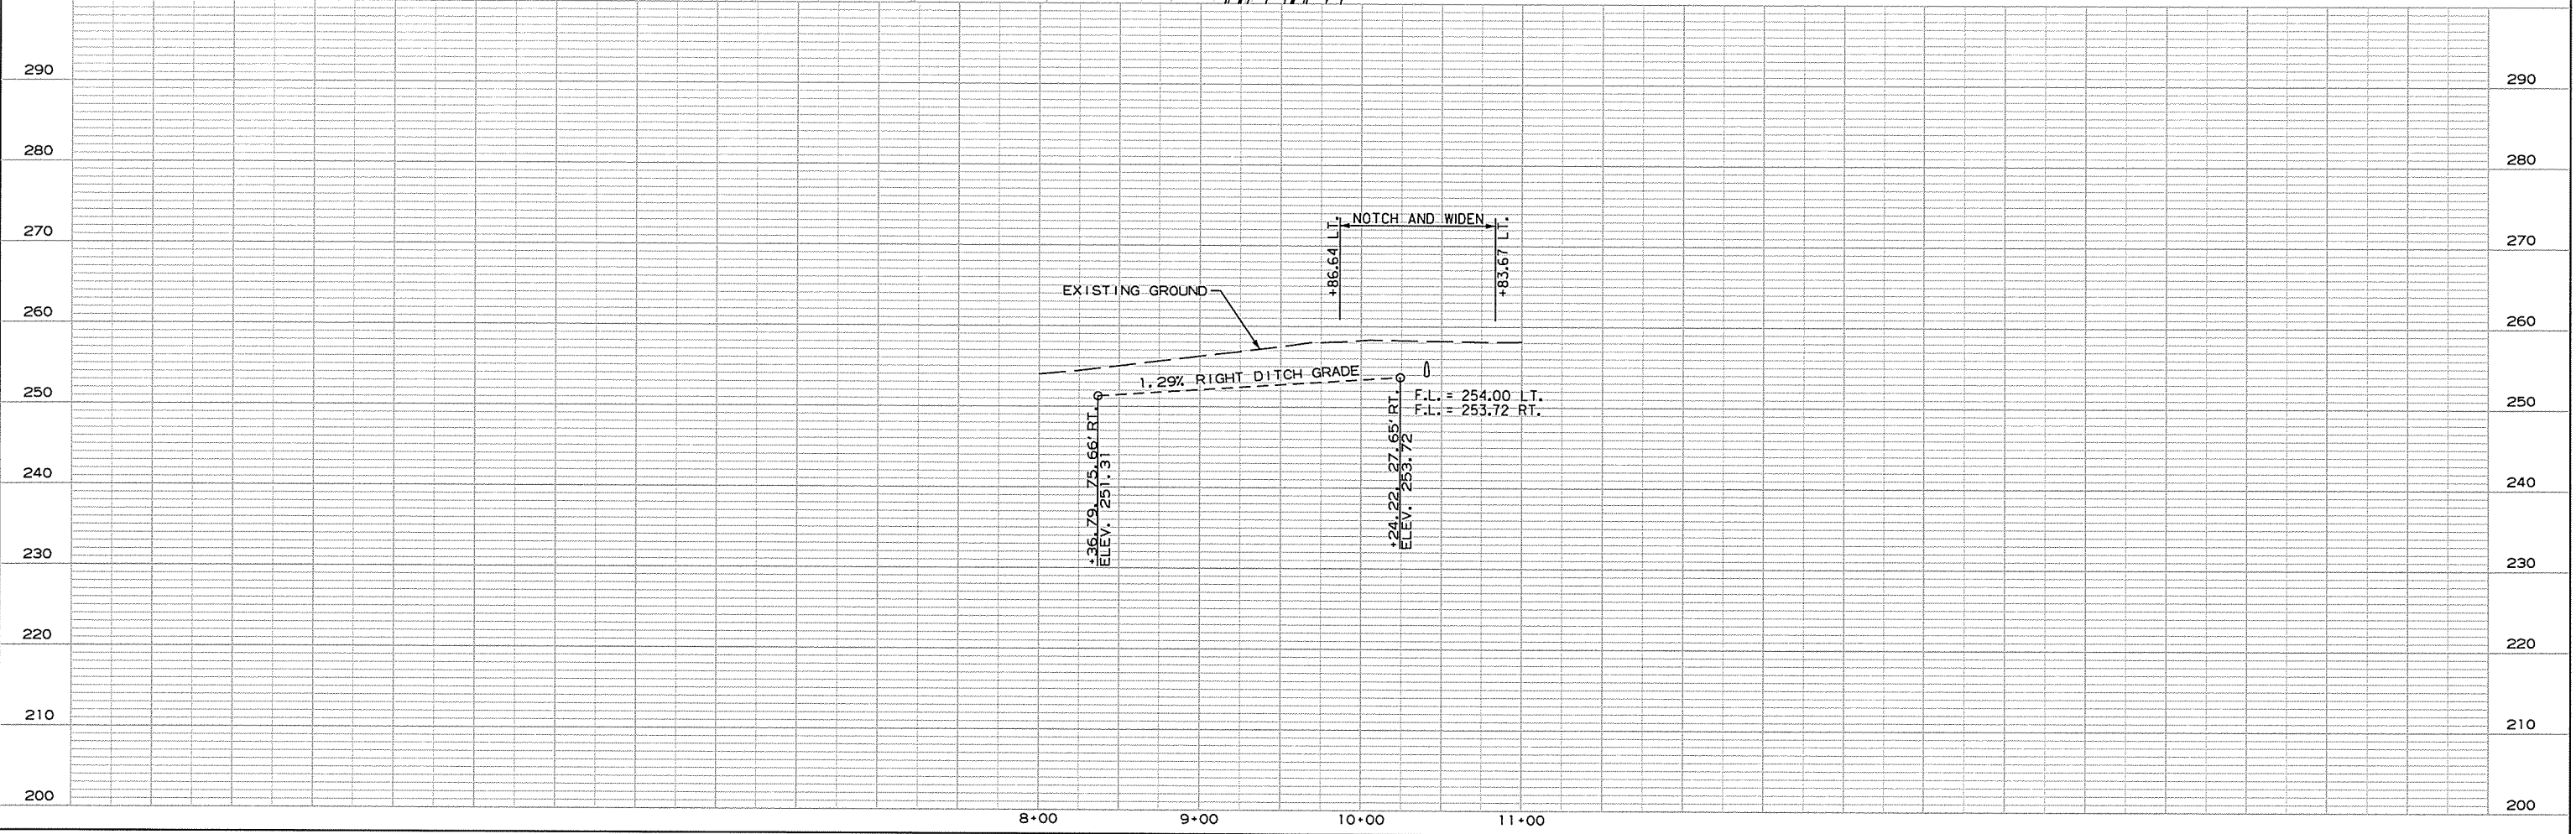 290
290
280
280
NOTCH AND WIDEN
270
270
+86.64 LT.
+83.67 LT.
EXISTING GROUND
260
260
1.29% RIGHT DITCH GRADE
F.L. = 254.00 LT.
F.L. = 253.72 RT.
250
250
+36.79, 75.66' RT.
ELEV. 251.31
+24.22, 27.65' RT.
ELEV. 253.72
240
240
230
230
220
220
210
210
200
200
8+00
9+00
10+00
11+00